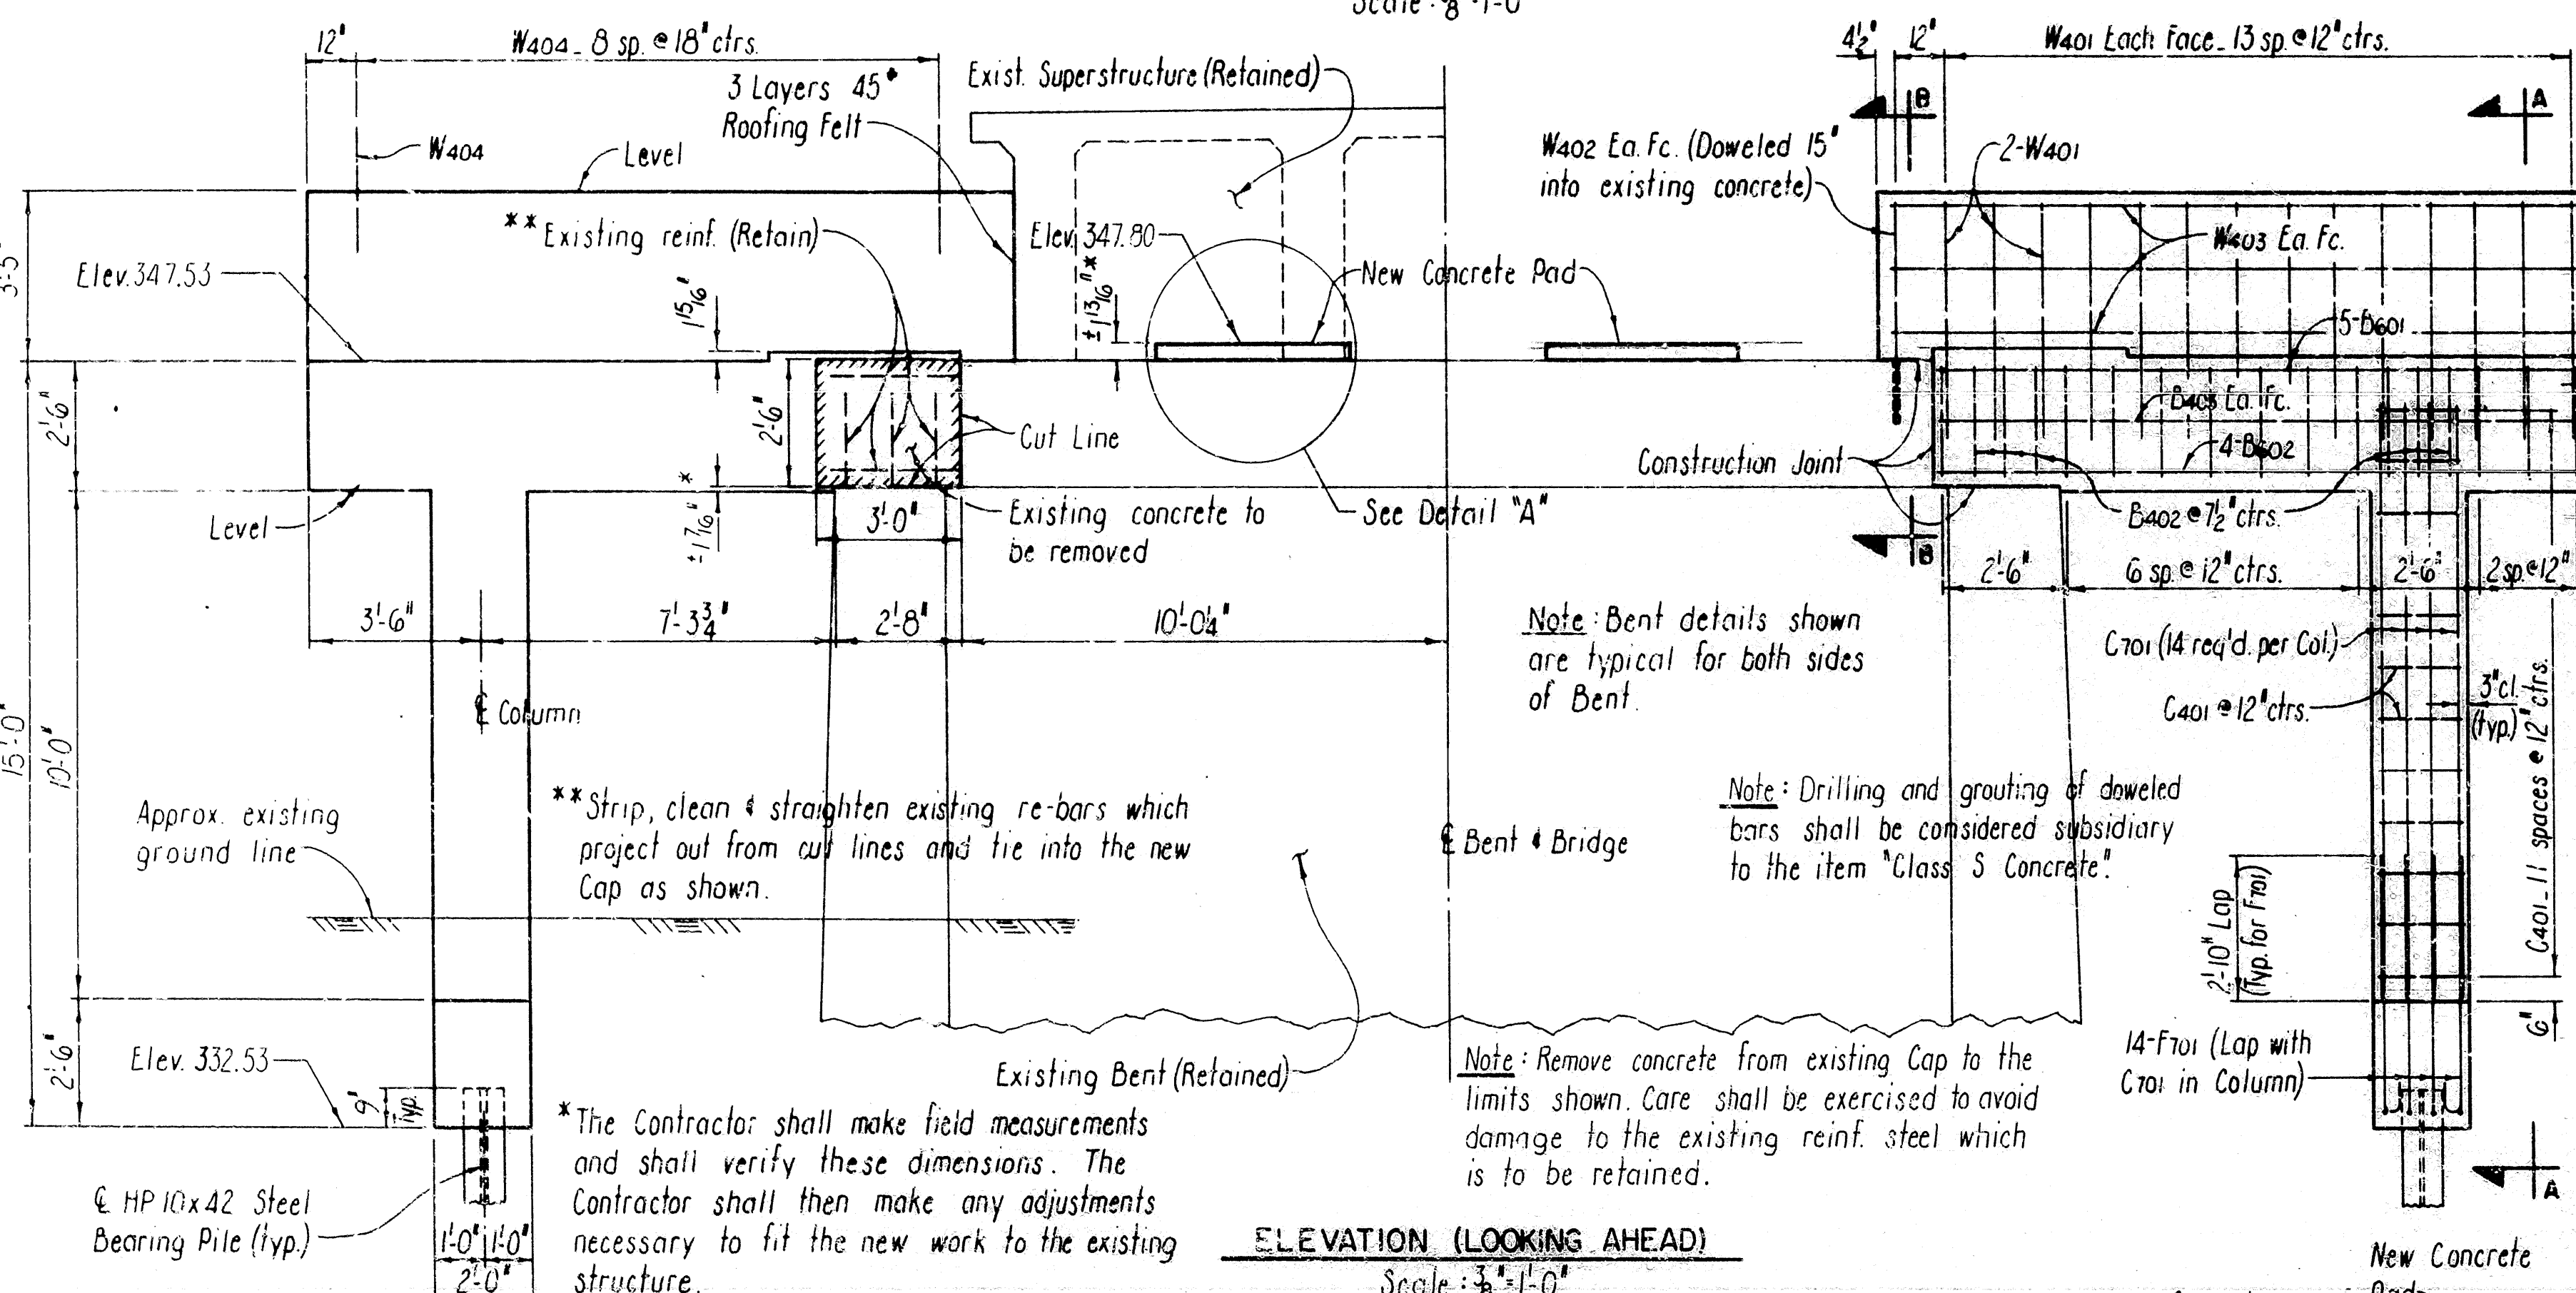 Scale: 3/8"=1'-0"
12"
W404 - 8 sp. @ 18" ctrs.
4½"
12"
W401 Each Face - 13 sp. @ 12" ctrs.
3 Layers 45#
Roofing Felt
Exist. Superstructure (Retained)
B
A
W404
Level
W402 Ea. Fc. (Doweled 15"
into existing concrete)
2-W401
**Existing reinf. (Retain)
Elev. 347.80
W403 Ea. Fc.
Elev. 347.53
1 15/16"
± 1 13/16" *
New Concrete Pad
5-B601
2'-6"
2'-6"
Cut Line
B403 Ea. Fc.
4-B602
Construction Joint
Level
± 1 7/16" *
3'-0"
Existing concrete to
be removed
See Detail "A"
B402 @ 7½" ctrs.
B
2'-6"
6 sp. @ 12" ctrs.
2'-6"
2 sp. @ 12"
3'-6"
7'-3¾"
2'-8"
10'-0¼"
Note: Bent details shown
are typical for both sides
of Bent.
C701 (14 req'd. per Col.)
C401 @ 12" ctrs.
3" cl.
(typ.)
℄ Column
15'-0"
10'-0"
C401 - 11 spaces @ 12" ctrs.
Approx. existing
ground line
**Strip, clean & straighten existing re-bars which
project out from cut lines and tie into the new
Cap as shown.
℄ Bent & Bridge
Note: Drilling and grouting of doweled
bars shall be considered subsidiary
to the item "Class S Concrete".
2'-10" Lap
(Typ. for F701)
6"
2'-6"
Elev. 332.53
9"
Typ.
Existing Bent (Retained)
Note: Remove concrete from existing Cap to the
limits shown. Care shall be exercised to avoid
damage to the existing reinf. steel which
is to be retained.
14-F701 (Lap with
C701 in Column)
*The Contractor shall make field measurements
and shall verify these dimensions. The
Contractor shall then make any adjustments
necessary to fit the new work to the existing
structure.
A
℄ HP 10x42 Steel
Bearing Pile (typ.)
1'-0"
1'-0"
2'-0"
ELEVATION (LOOKING AHEAD)
Scale: 3/8"=1'-0"
New Concrete